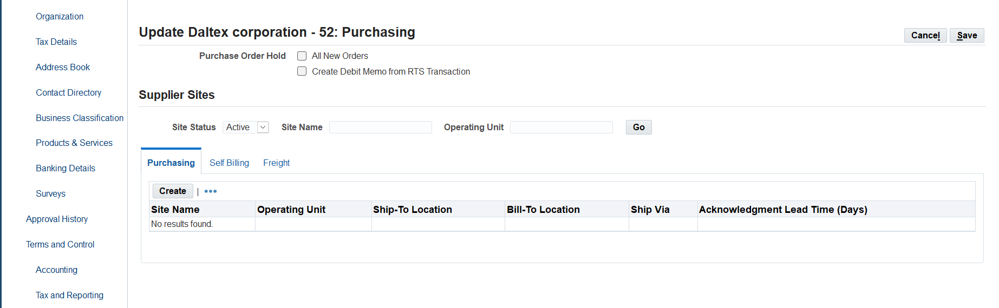 Organization
Tax Details
Address Book
Contact Directory
Business Classification
Products & Services
Banking Details
Surveys
Approval History
Terms and Control
Accounting
Tax and Reporting
Update Daltex corporation - 52: Purchasing
Cancel Save
Purchase Order Hold All New Orders
Create Debit Memo from RTS Transaction
Supplier Sites
Site Status Active Site Name Operating Unit Go
Purchasing Self Billing Freight
Create | •••
Site Name Operating Unit Ship-To Location Bill-To Location Ship Via Acknowledgment Lead Time (Days)
No results found.